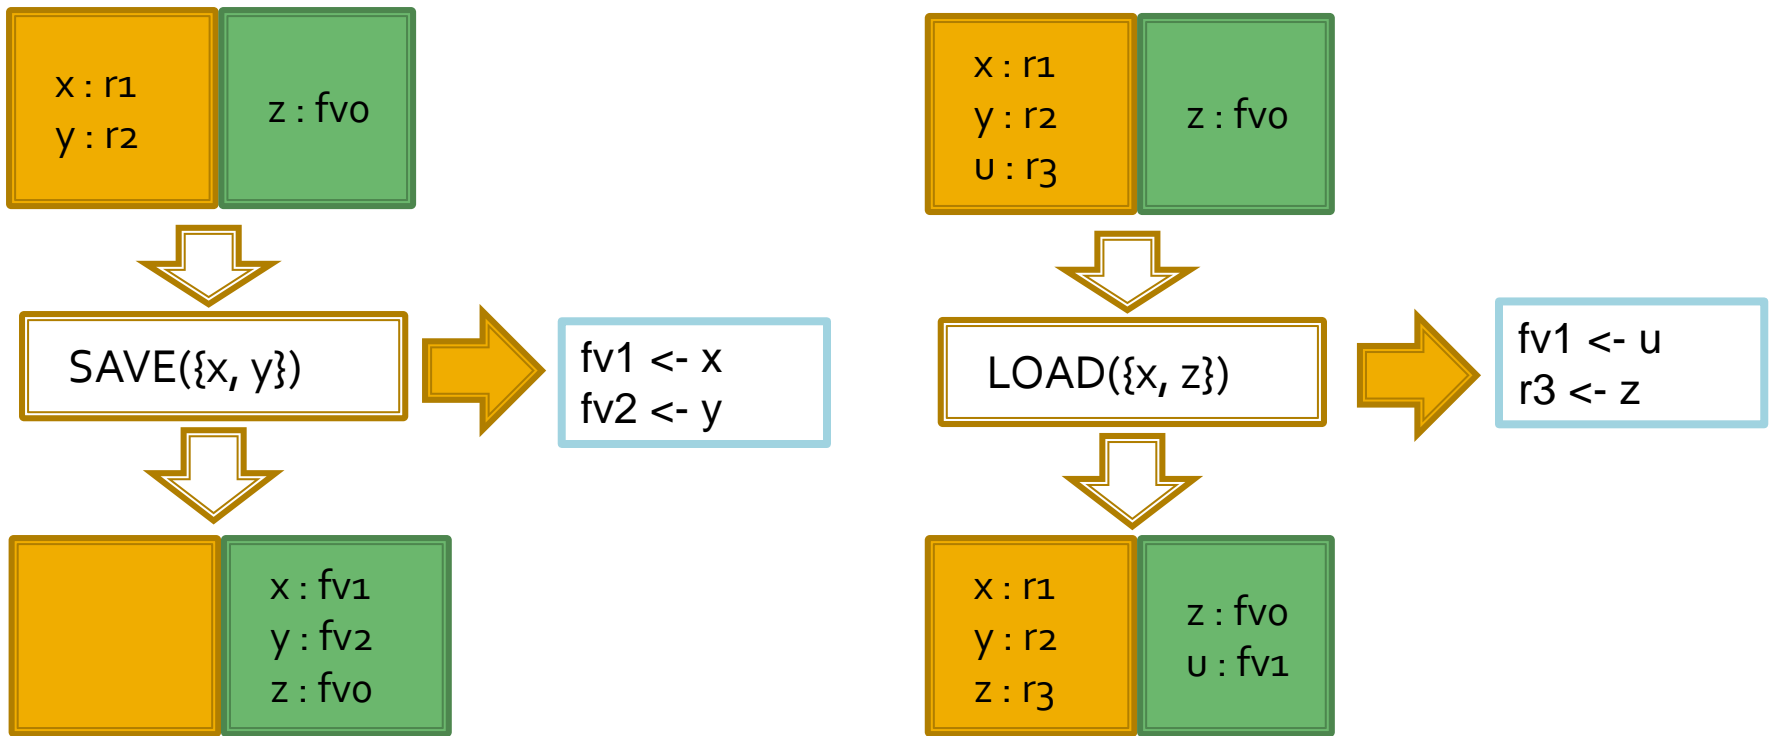 x : r1
y : r2
z : fv0
SAVE({x, y})
fv1 <- x
fv2 <- y
x : fv1
y : fv2
z : fv0
x : r1
y : r2
u : r3
z : fv0
LOAD({x, z})
fv1 <- u
r3 <- z
x : r1
y : r2
z : r3
z : fv0
u : fv1